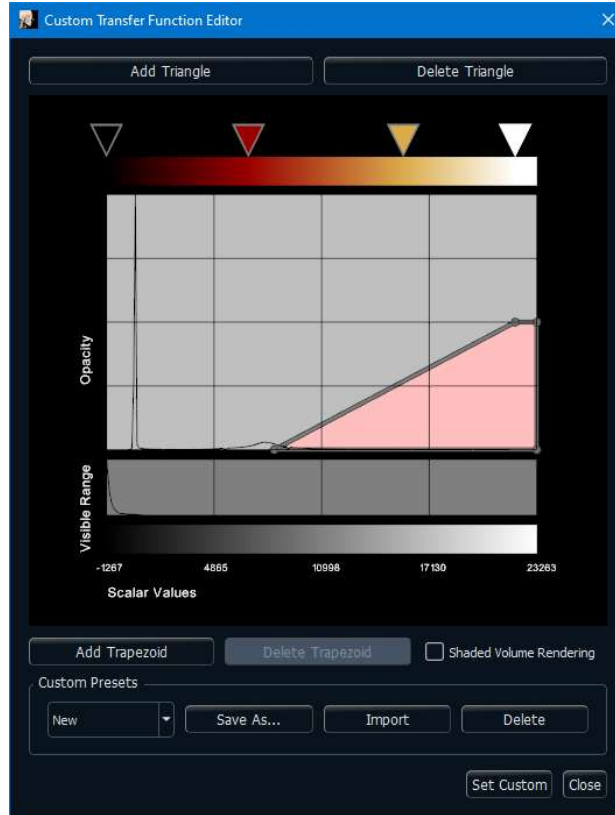 Custom Transfer Function Editor
Add Triangle
Delete Triangle
Opacity
Visible Range
-1267 4865 10998 17130 23263
Scalar Values
Add Trapezoid
Delete Trapezoid
Shaded Volume Rendering
Custom Presets
New
Save As...
Import
Delete
Set Custom
Close